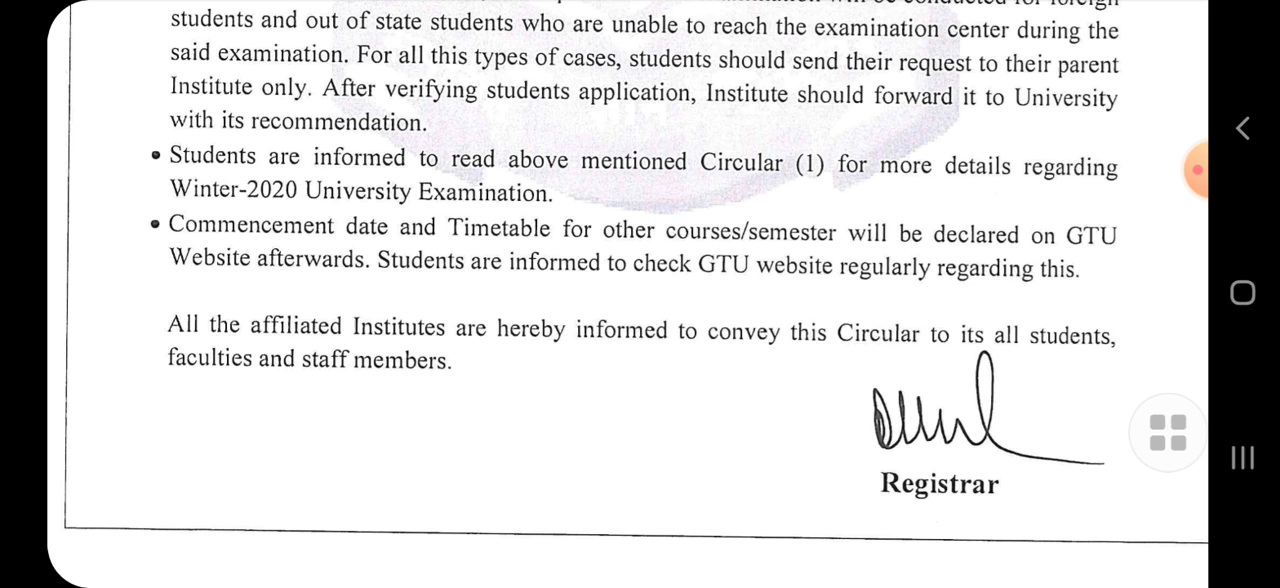 students and out of state students who are unable to reach the examination center during the
said examination. For all this types of cases, students should send their request to their parent
Institute only. After verifying students application, Institute should forward it to University
with its recommendation.
• Students are informed to read above mentioned Circular (1) for more details regarding
Winter-2020 University Examination.
• Commencement date and Timetable for other courses/semester will be declared on GTU
Website afterwards. Students are informed to check GTU website regularly regarding this.
All the affiliated Institutes are hereby informed to convey this Circular to its all students,
faculties and staff members.
Registrar